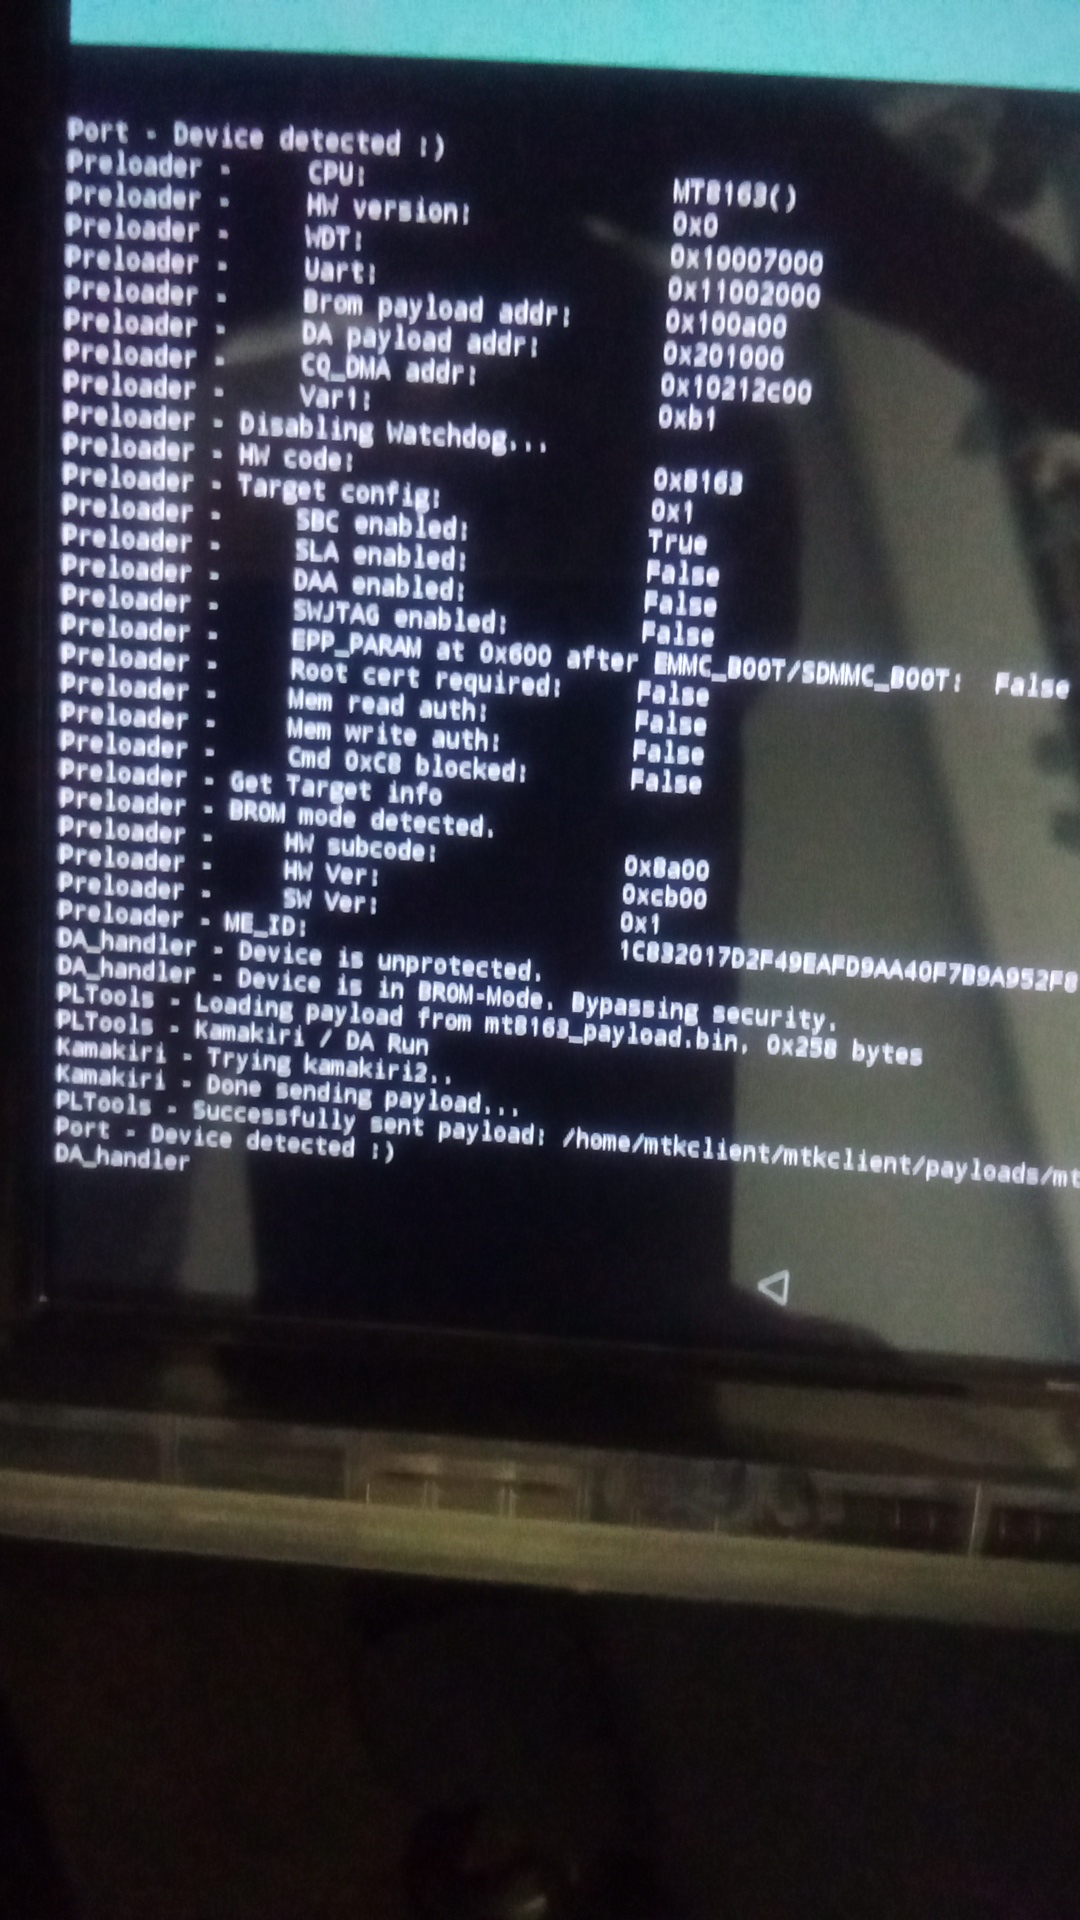 Port - Device detected :)
Preloader - CPU: MT8163()
Preloader - HW version: 0x0
Preloader - WDT: 0x10007000
Preloader - Uart: 0x11002000
Preloader - Brom payload addr: 0x100a00
Preloader - DA payload addr: 0x201000
Preloader - CQ_DMA addr: 0x10212c00
Preloader - Var1: 0xb1
Preloader - Disabling Watchdog...
Preloader - HW code: 0x8163
Preloader - Target config: 0x1
Preloader - SBC enabled: True
Preloader - SLA enabled: False
Preloader - DAA enabled: False
Preloader - SWJTAG enabled: False
Preloader - EPP_PARAM at 0x600 after EMMC_BOOT/SDMMC_BOOT: False
Preloader - Root cert required: False
Preloader - Mem read auth: False
Preloader - Mem write auth: False
Preloader - Cmd 0xC8 blocked: False
Preloader - Get Target info
Preloader - BROM mode detected.
Preloader - HW subcode: 0x8a00
Preloader - HW Ver: 0xcb00
Preloader - SW Ver: 0x1
Preloader - ME_ID: 1C832017D2F49EAFD9AA40F7B9A952F8
DA_handler - Device is unprotected.
DA_handler - Device is in BROM-Mode. Bypassing security.
PLTools - Loading payload from mt8163_payload.bin, 0x258 bytes
PLTools - Kamakiri / DA Run
Kamakiri - Trying kamakiri2..
Kamakiri - Done sending payload...
PLTools - Successfully sent payload: /home/mtkclient/mtkclient/payloads/mt
Port - Device detected :)
DA_handler